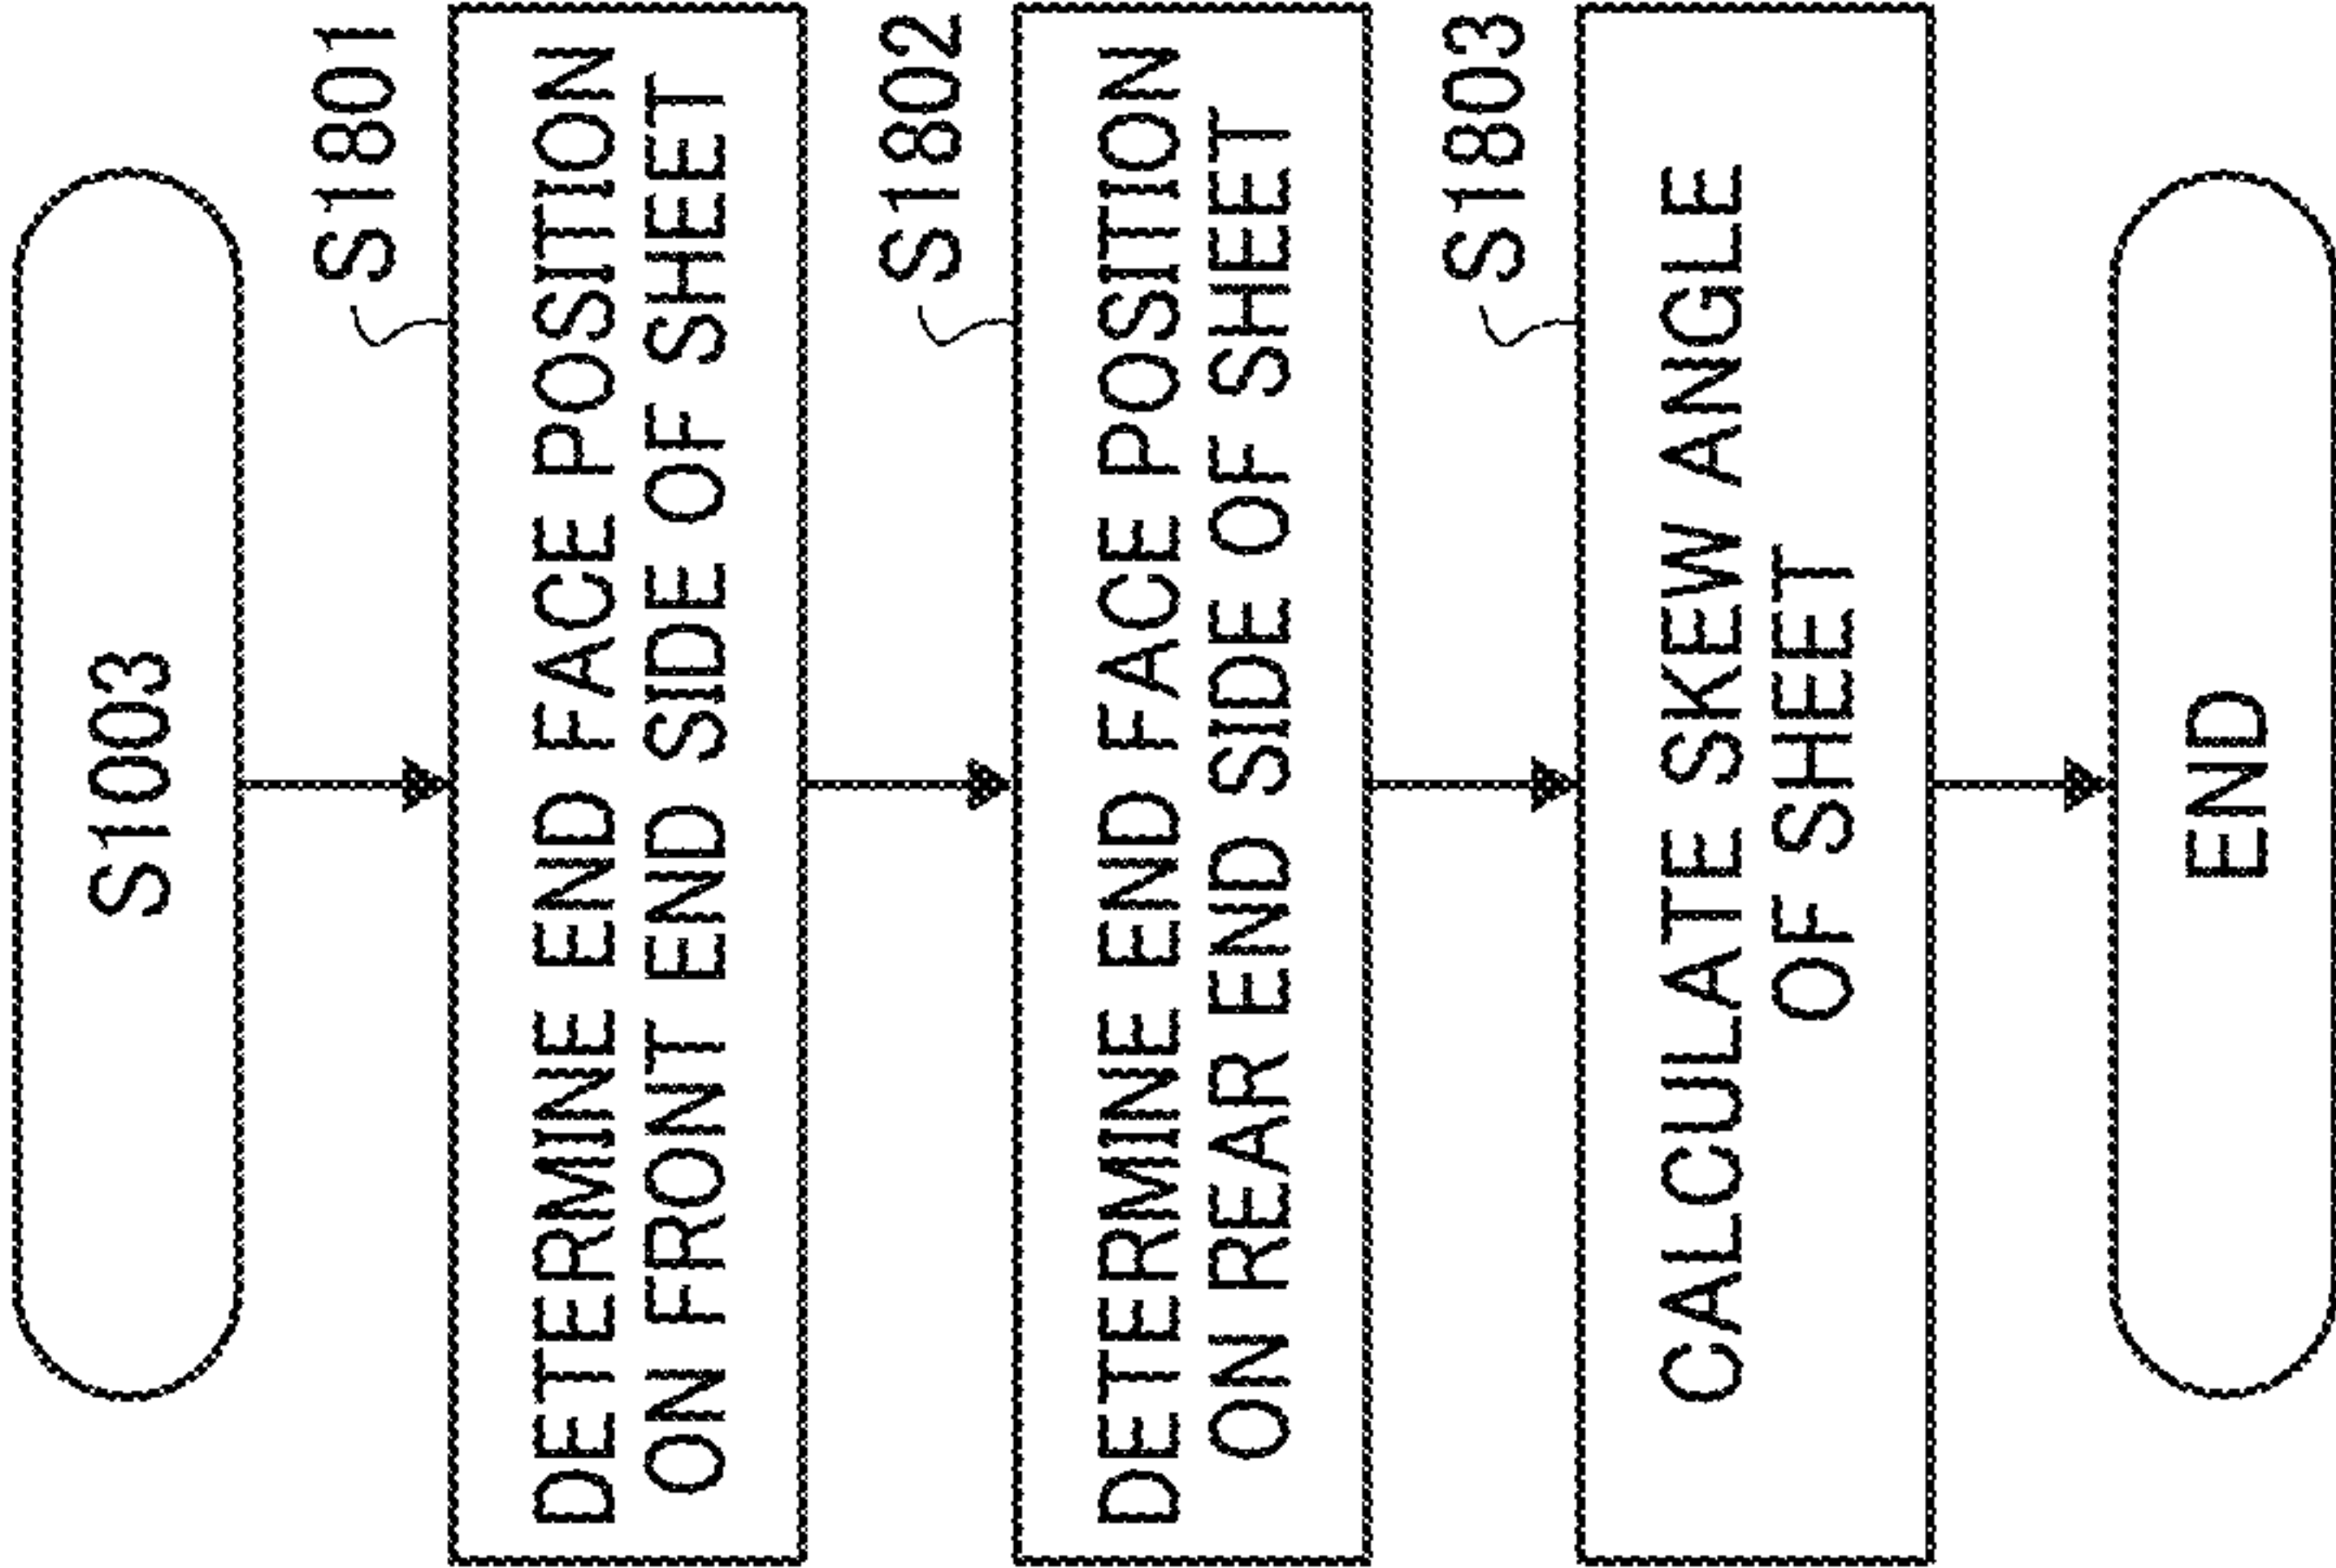 S1003
S1801
DETERMINE END FACE POSITION
ON FRONT END SIDE OF SHEET
S1802
DETERMINE END FACE POSITION
ON REAR END SIDE OF SHEET
S1803
CALCULATE SKEW ANGLE
OF SHEET
END